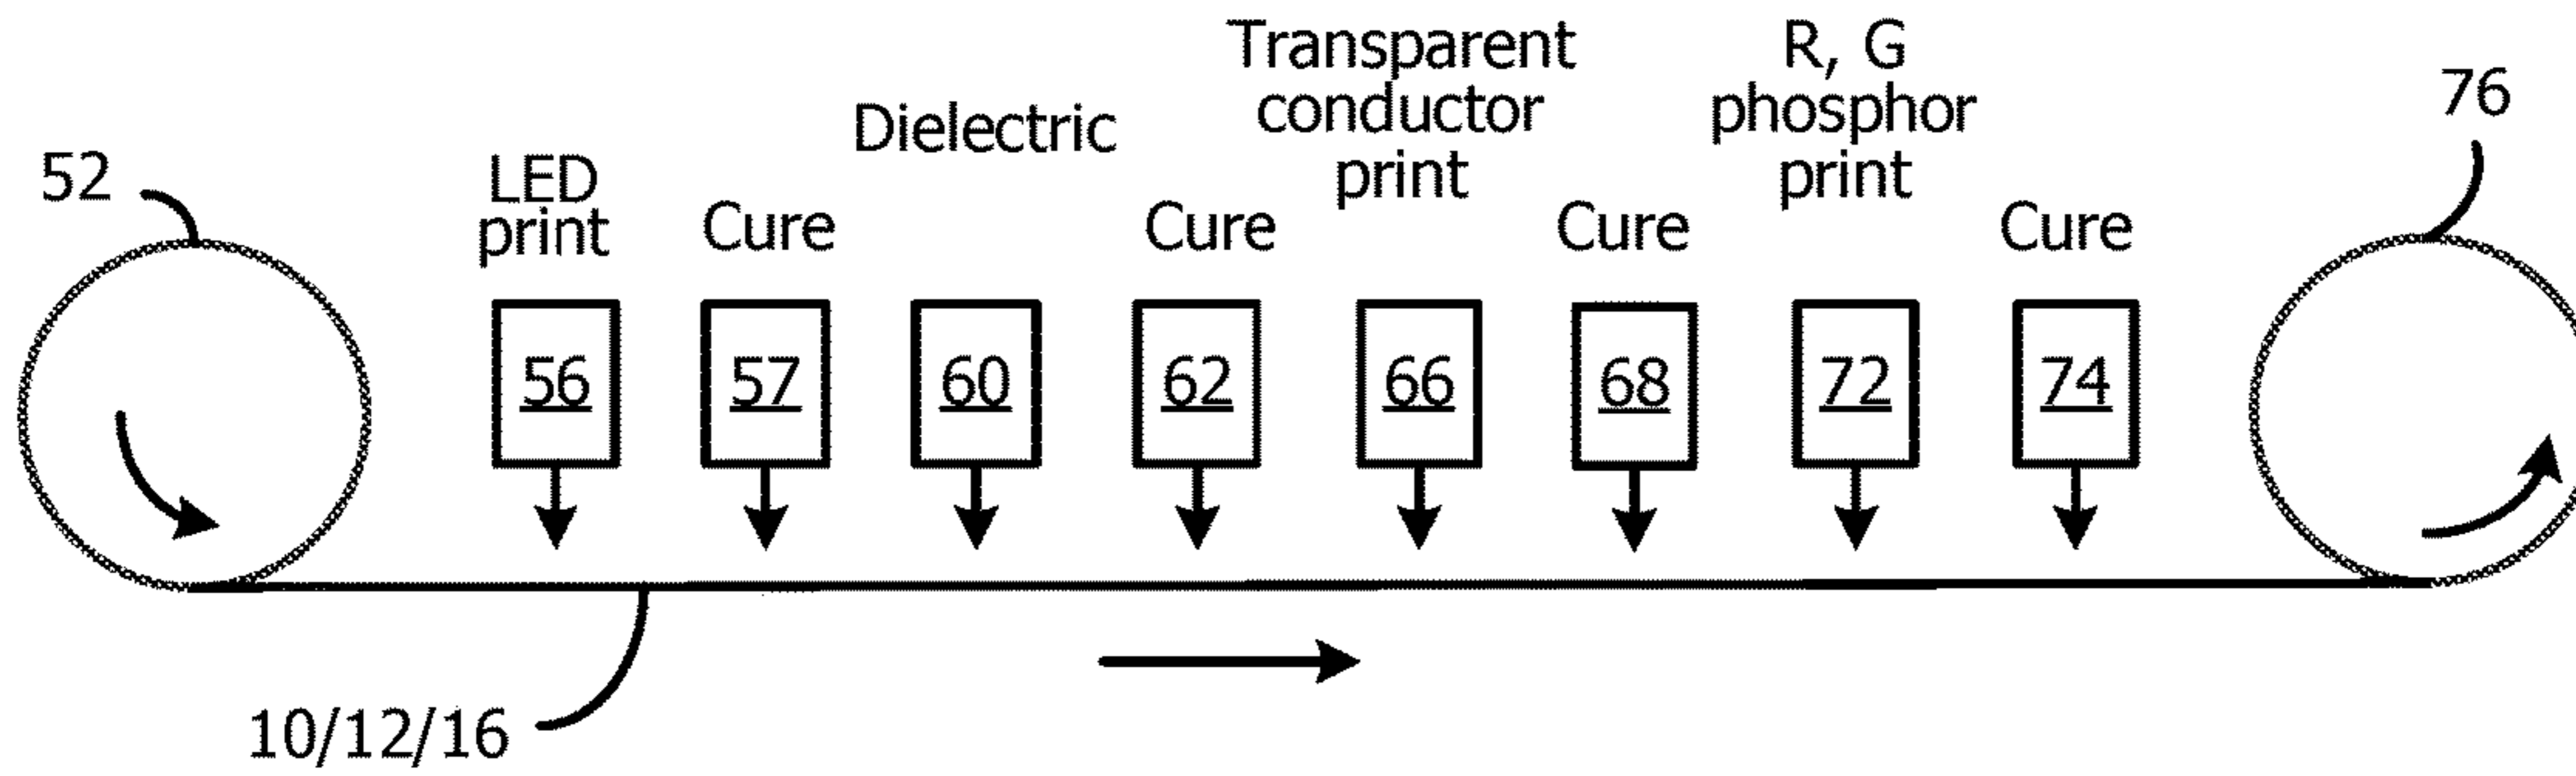 Transparent
conductor
print
R, G
phosphor
print
76
Dielectric
52
LED
print
Cure
Cure
Cure
Cure
56
57
60
62
66
68
72
74
10/12/16